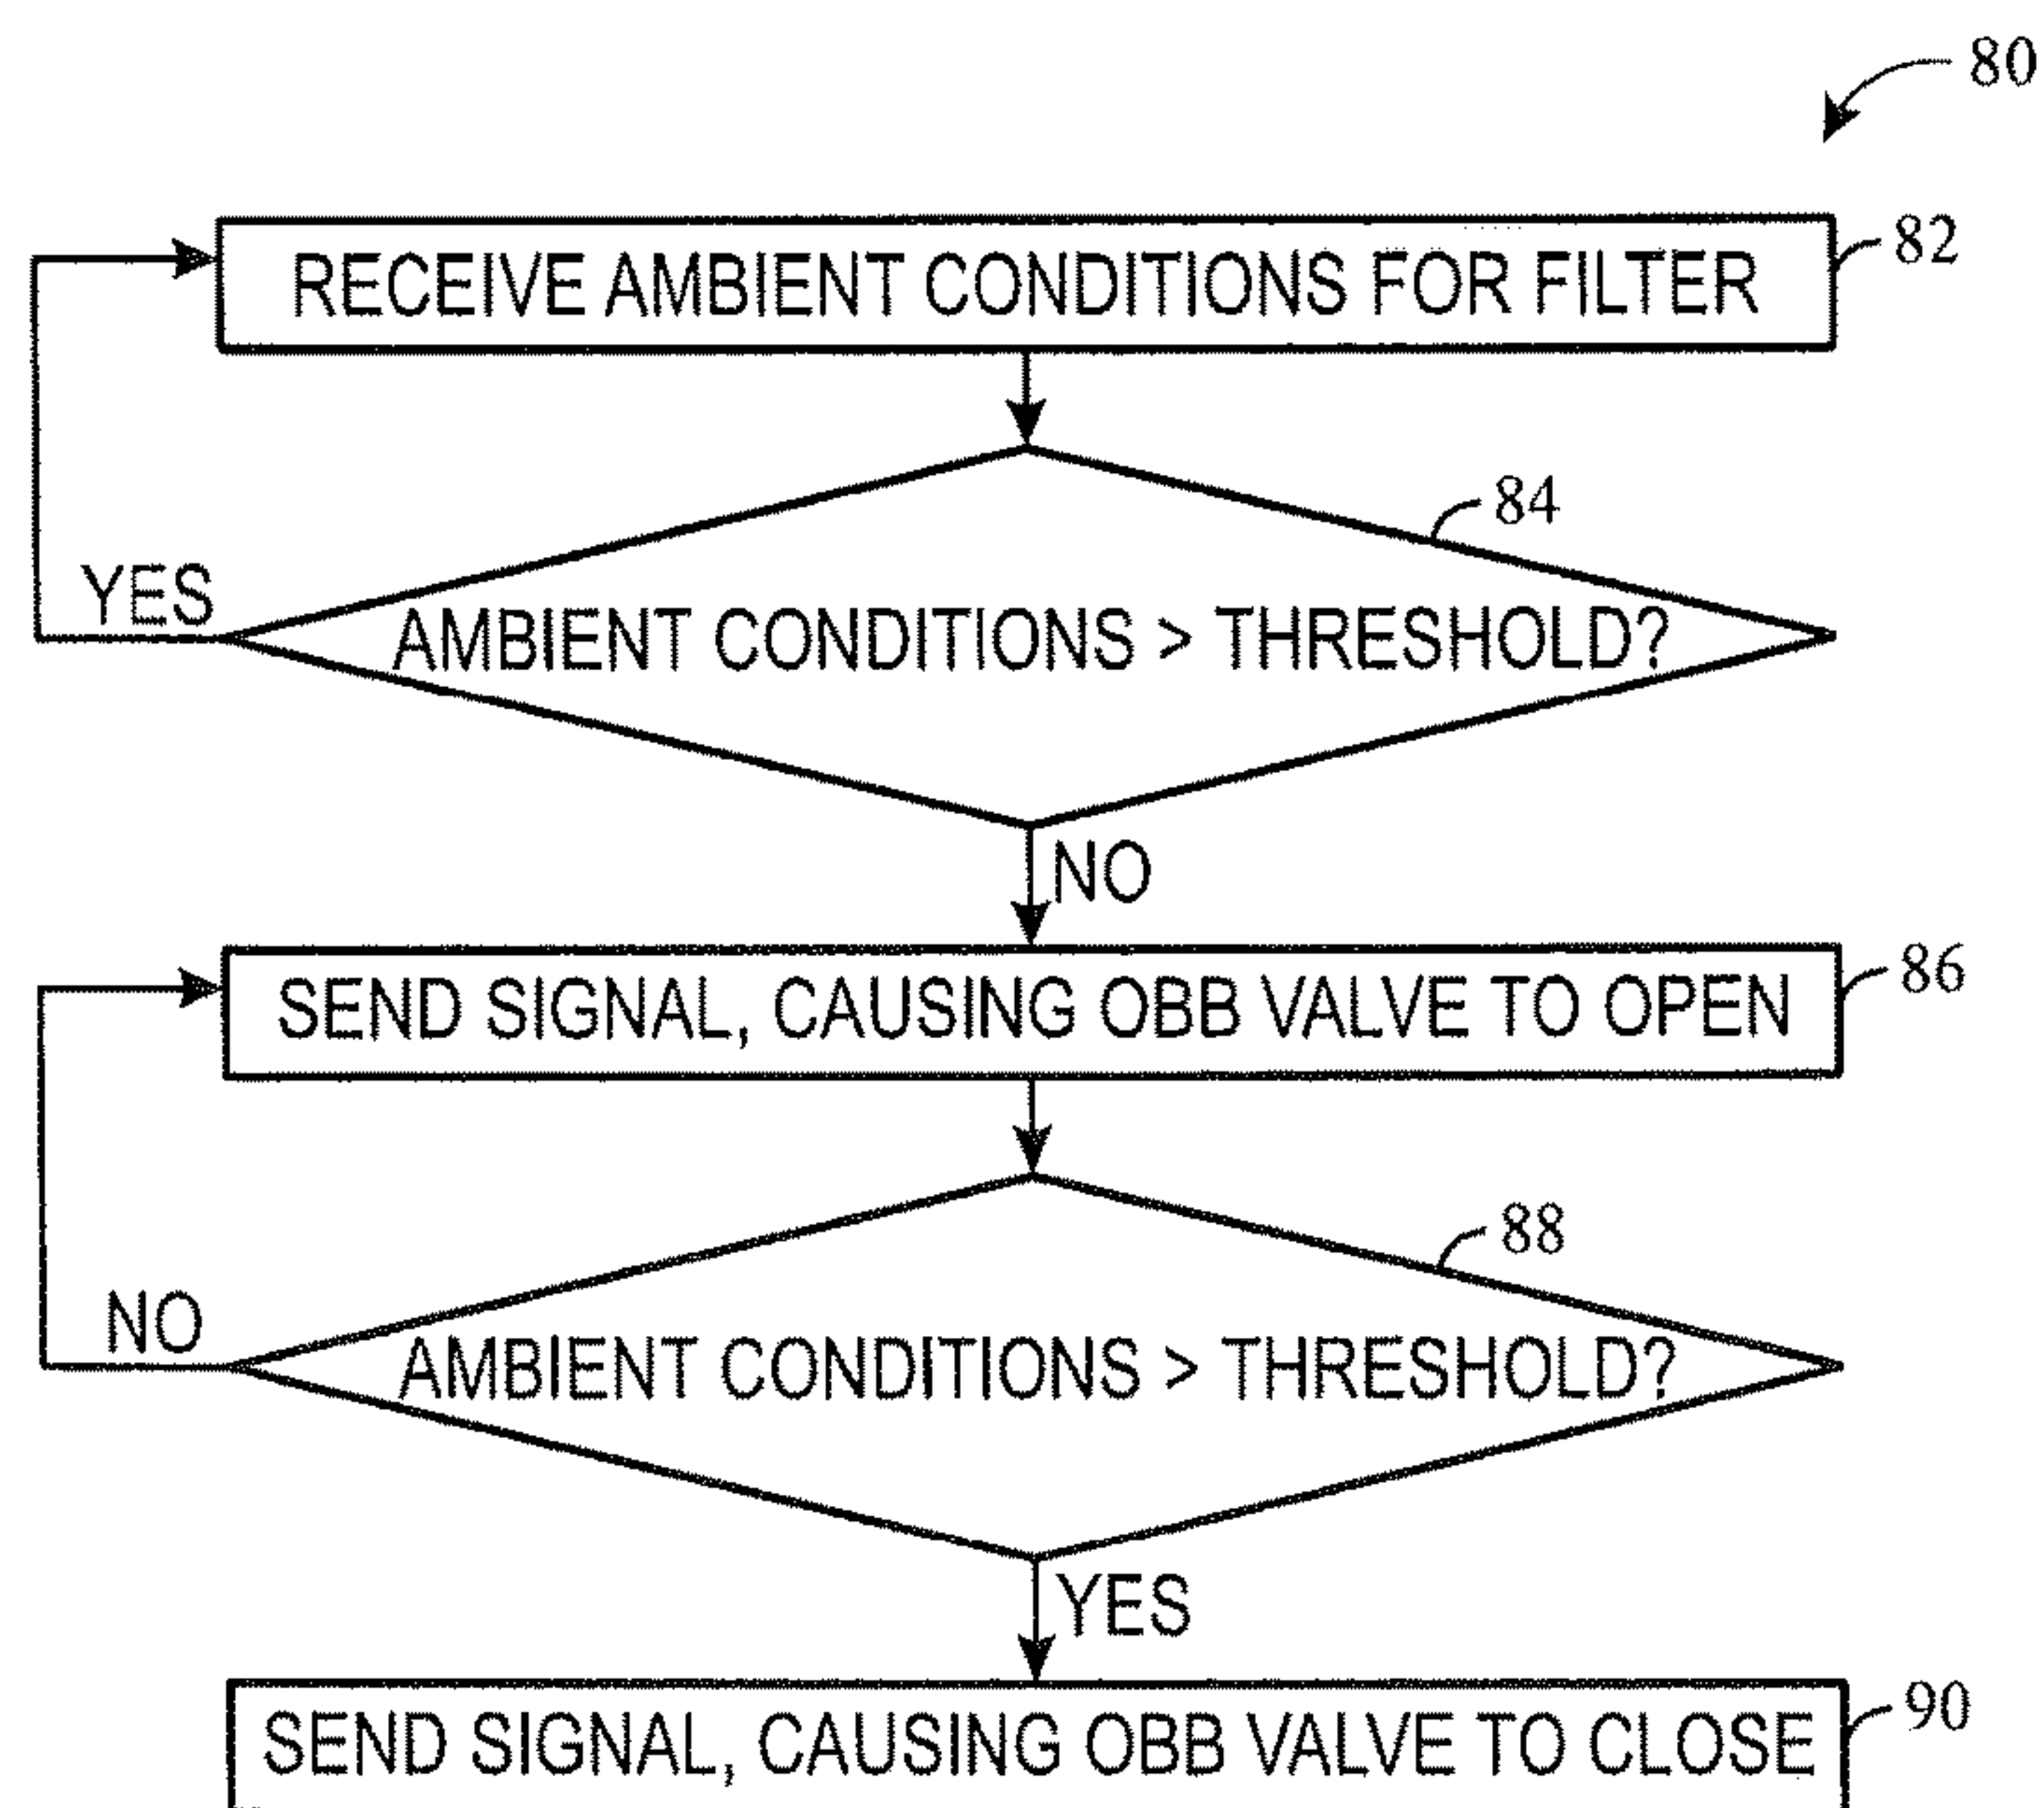 80
RECEIVE AMBIENT CONDITIONS FOR FILTER
82
84
YES
AMBIENT CONDITIONS > THRESHOLD?
NO
SEND SIGNAL, CAUSING OBB VALVE TO OPEN
86
88
NO
AMBIENT CONDITIONS > THRESHOLD?
YES
SEND SIGNAL, CAUSING OBB VALVE TO CLOSE
90